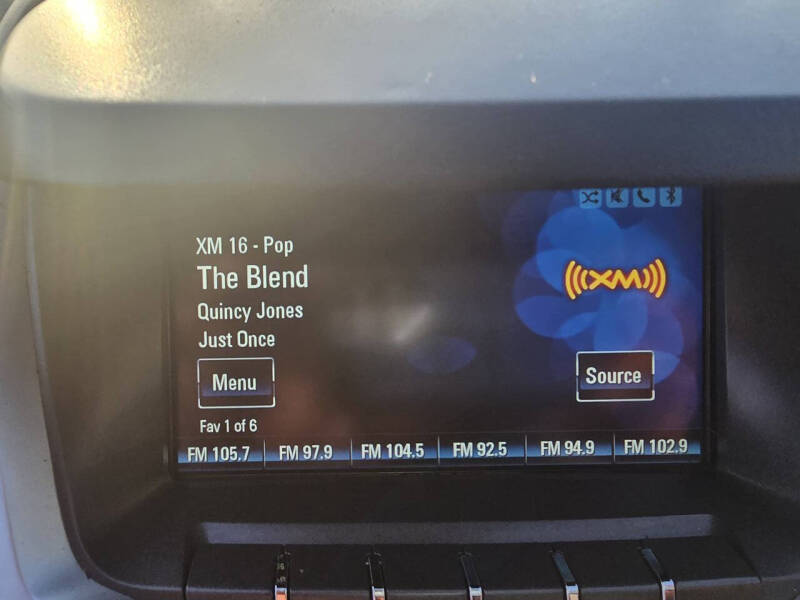 XM 16 - Pop
The Blend
XM
Quincy Jones
Just Once
Menu
Source
Fav 1 of 6
FM 105.7 FM 97.9 FM 104.5 FM 92.5 FM 94.9 FM 102.9